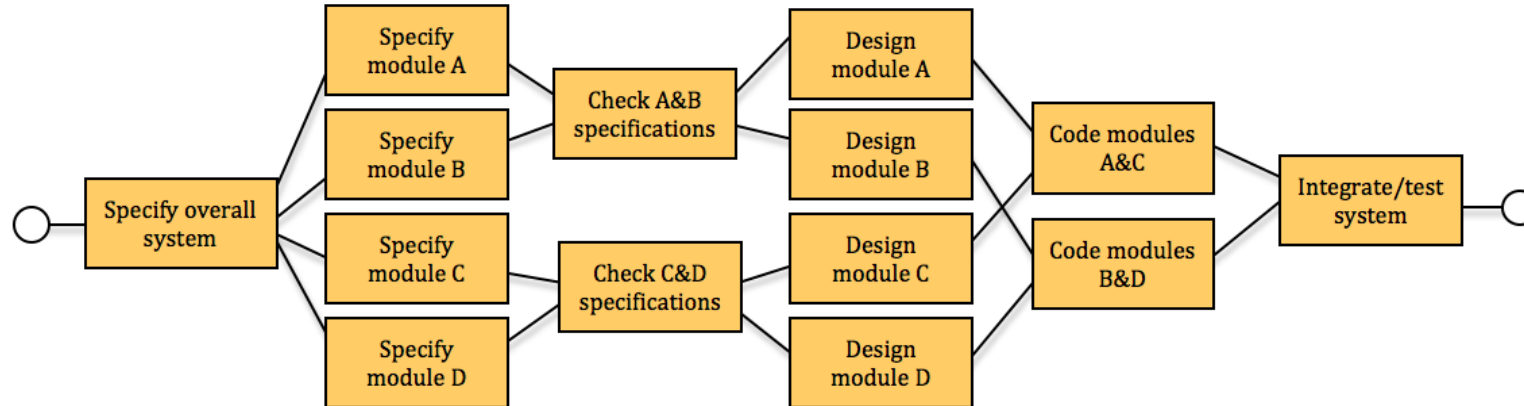 Specify overall
system
Specify
module A
Specify
module B
Specify
module C
Specify
module D
Check A&B
specifications
Check C&D
specifications
Design
module A
Design
module B
Design
module C
Design
module D
Code modules
A&C
Code modules
B&D
Integrate/test
system